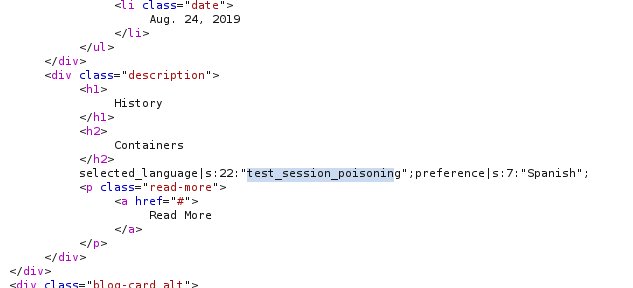 <li class="date">
Aug. 24, 2019
</li>
</ul>
</div>
<div class="description">
<h1>
History
</h1>
<h2>
Containers
</h2>
selected_language|s:22:"test_session_poisoning";preference|s:7:"Spanish";
<p class="read-more">
<a href="#">
Read More
</a>
</p>
</div>
</div>
<div class="blog-card alt">